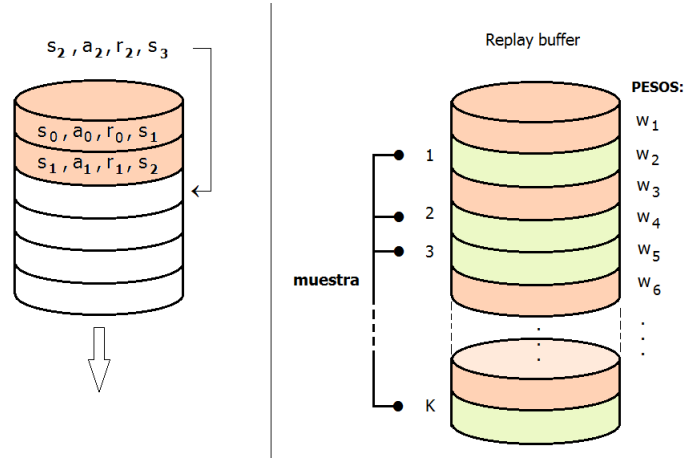 s₂ , a₂ , r₂ , s₃
s₀ , a₀ , r₀ , s₁
s₁ , a₁ , r₁ , s₂
Replay buffer
PESOS:
w₁
1 w₂
w₃
2 w₄
3 w₅
muestra
w₆
K